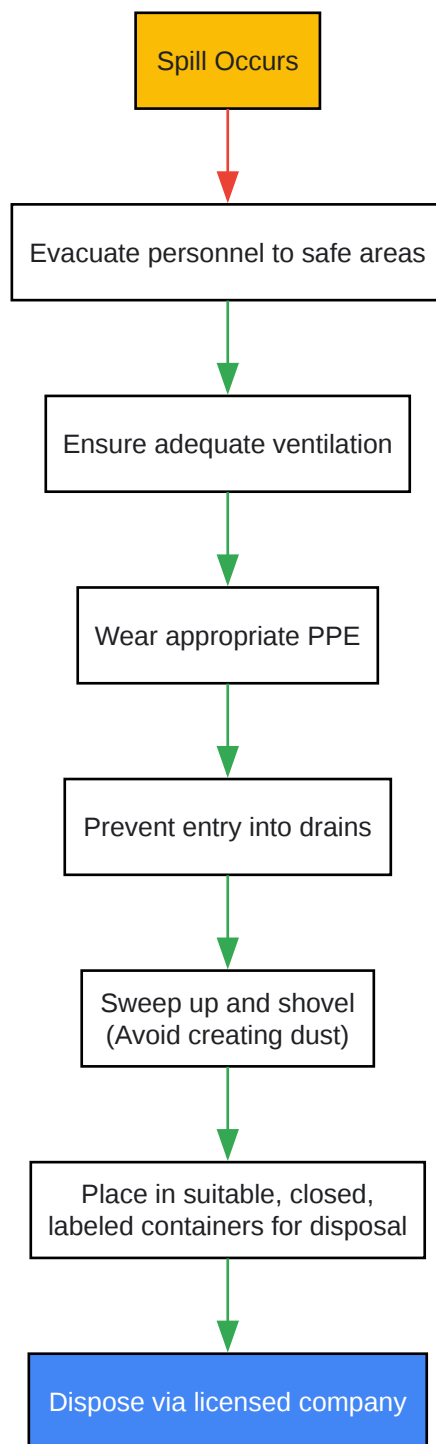 Spill Occurs
Evacuate personnel to safe areas
Ensure adequate ventilation
Wear appropriate PPE
Prevent entry into drains
Sweep up and shovel
(Avoid creating dust)
Place in suitable, closed,
labeled containers for disposal
Dispose via licensed company